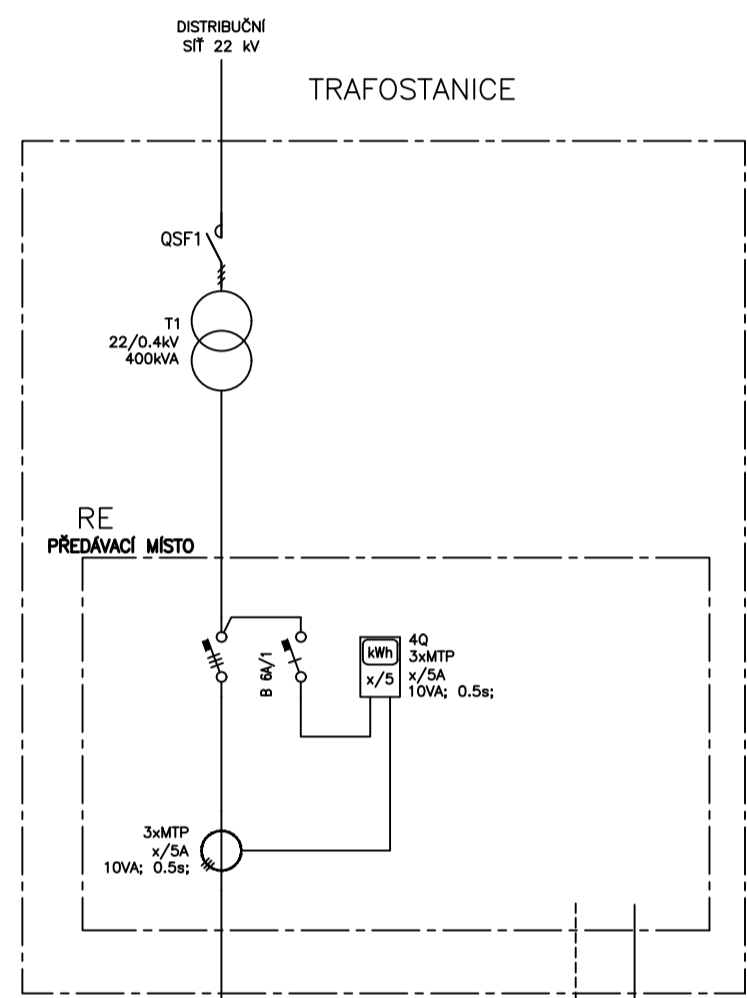 DISTRIBUČNÍ
SÍŤ 22 kV
TRAFOSTANICE
QSF1
T1
22/0.4kV
400kVA
RE
PŘEDÁVACÍ MÍSTO
B 6A/1
kWh
x/5
4Q
3xMTP
x/5A
10VA; 0.5s;
3xMTP
x/5A
10VA; 0.5s;